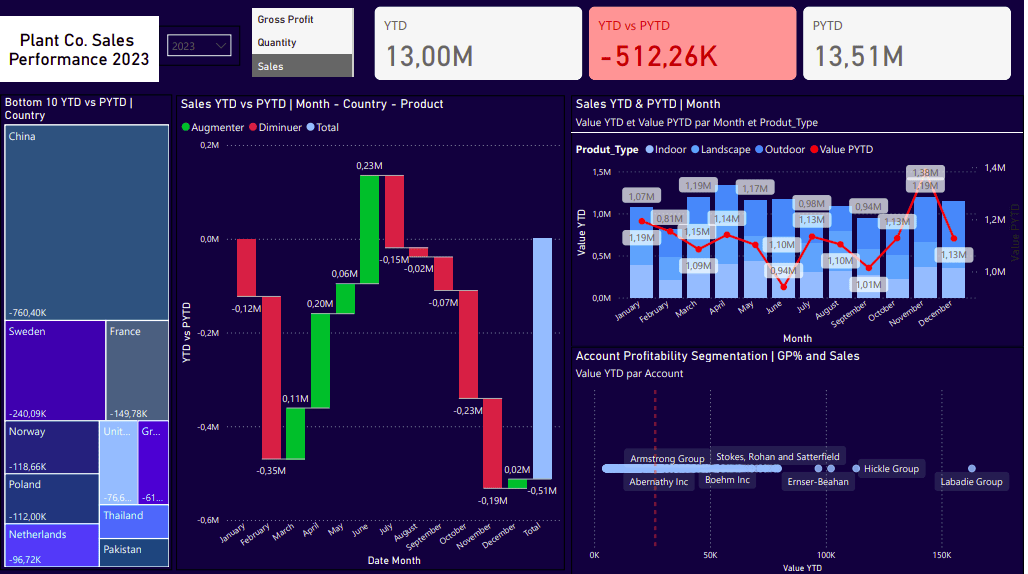 Plant Co. Sales
Performance 2023
2023
Gross Profit
Quantity
Sales
YTD
13,00M
YTD vs PYTD
-512,26K
PYTD
13,51M
Bottom 10 YTD vs PYTD |
Country
China
-760,40K
Sweden
-240,09K
France
-149,78K
Norway
-118,66K
Unit...
-76,6...
Gr...
-61...
Poland
-112,00K
Thailand
Netherlands
-96,72K
Pakistan
Sales YTD vs PYTD | Month - Country - Product
Augmenter Diminuer Total
YTD vs PYTD
0,2M
0,0M
-0,2M
-0,4M
-0,6M
-0,12M
-0,35M
0,11M
0,20M
0,06M
0,23M
-0,15M
-0,02M
-0,07M
-0,23M
-0,19M
0,02M
-0,51M
January
February
March
April
May
June
July
August
September
October
November
December
Total
Date Month
Sales YTD & PYTD | Month
Value YTD et Value PYTD par Month et Produt_Type
Produt_Type Indoor Landscape Outdoor Value PYTD
Value YTD
1,5M
1,0M
0,5M
0,0M
1,07M
0,81M
1,19M
1,14M
1,17M
1,10M
0,98M
1,10M
0,94M
1,13M
1,38M
1,19M
1,19M
1,15M
1,09M
0,94M
1,13M
1,01M
1,13M
1,4M
1,2M
1,0M
Value PYTD
January
February
March
April
May
June
July
August
September
October
November
December
Month
Account Profitability Segmentation | GP% and Sales
Value YTD par Account
Armstrong Group
Stokes, Rohan and Satterfield
Hickle Group
Abernathy Inc
Boehm Inc
Ernser-Beahan
Labadie Group
0K
50K
100K
150K
Value YTD